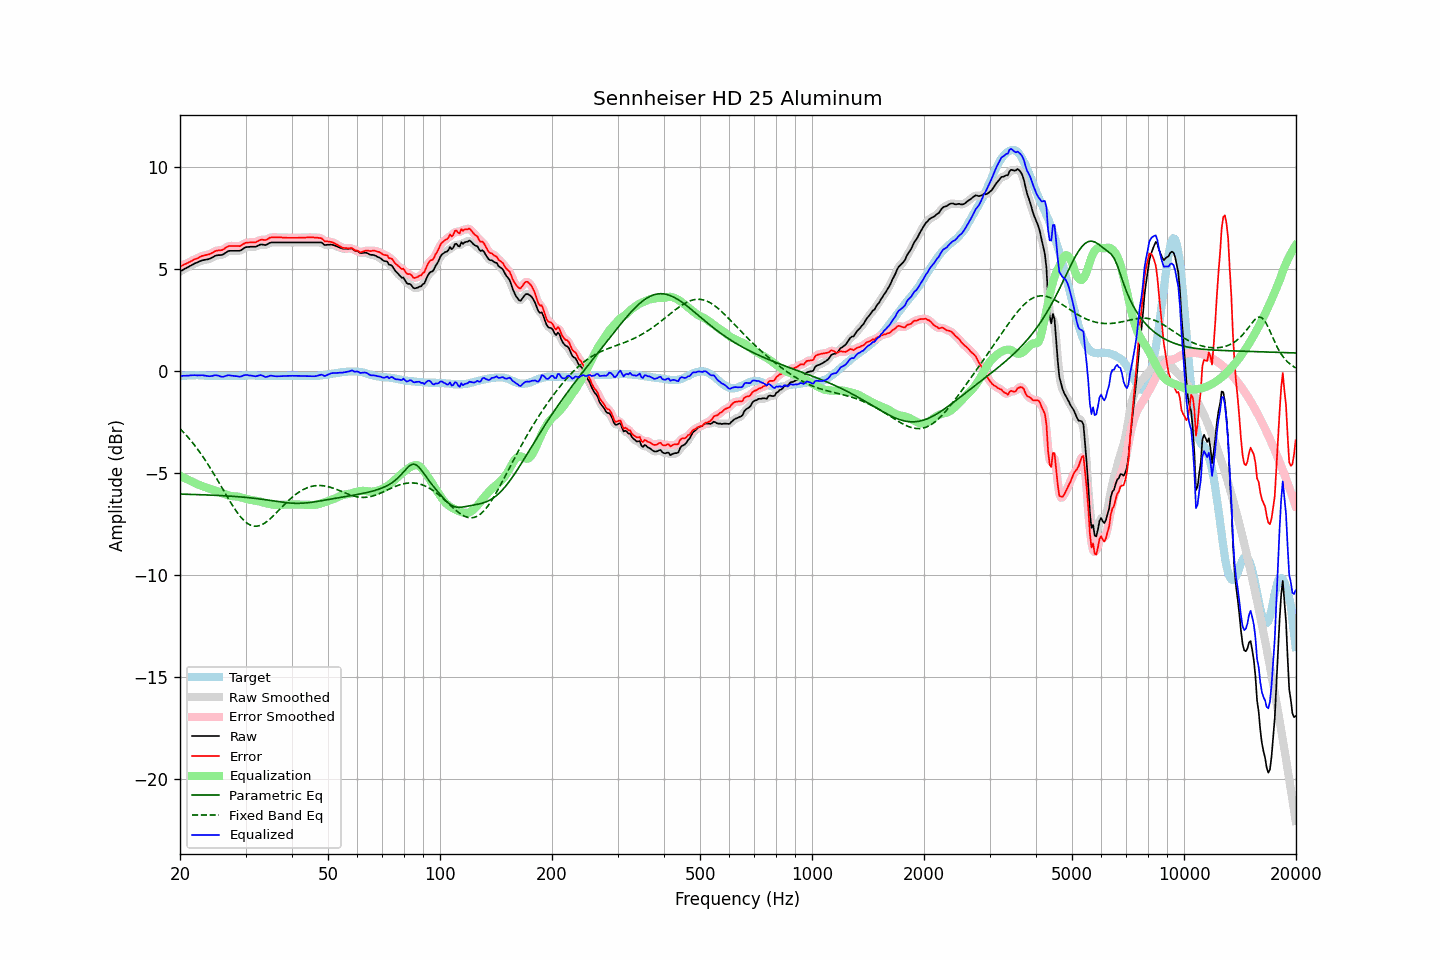 Sennheiser HD 25 Aluminum
Amplitude (dBr)
10
5
0
−5
−10
−15
−20
Target
Raw Smoothed
Error Smoothed
Raw
Error
Equalization
Parametric Eq
Fixed Band Eq
Equalized
20 50 100 200 500 1000 2000 5000 10000 20000
Frequency (Hz)